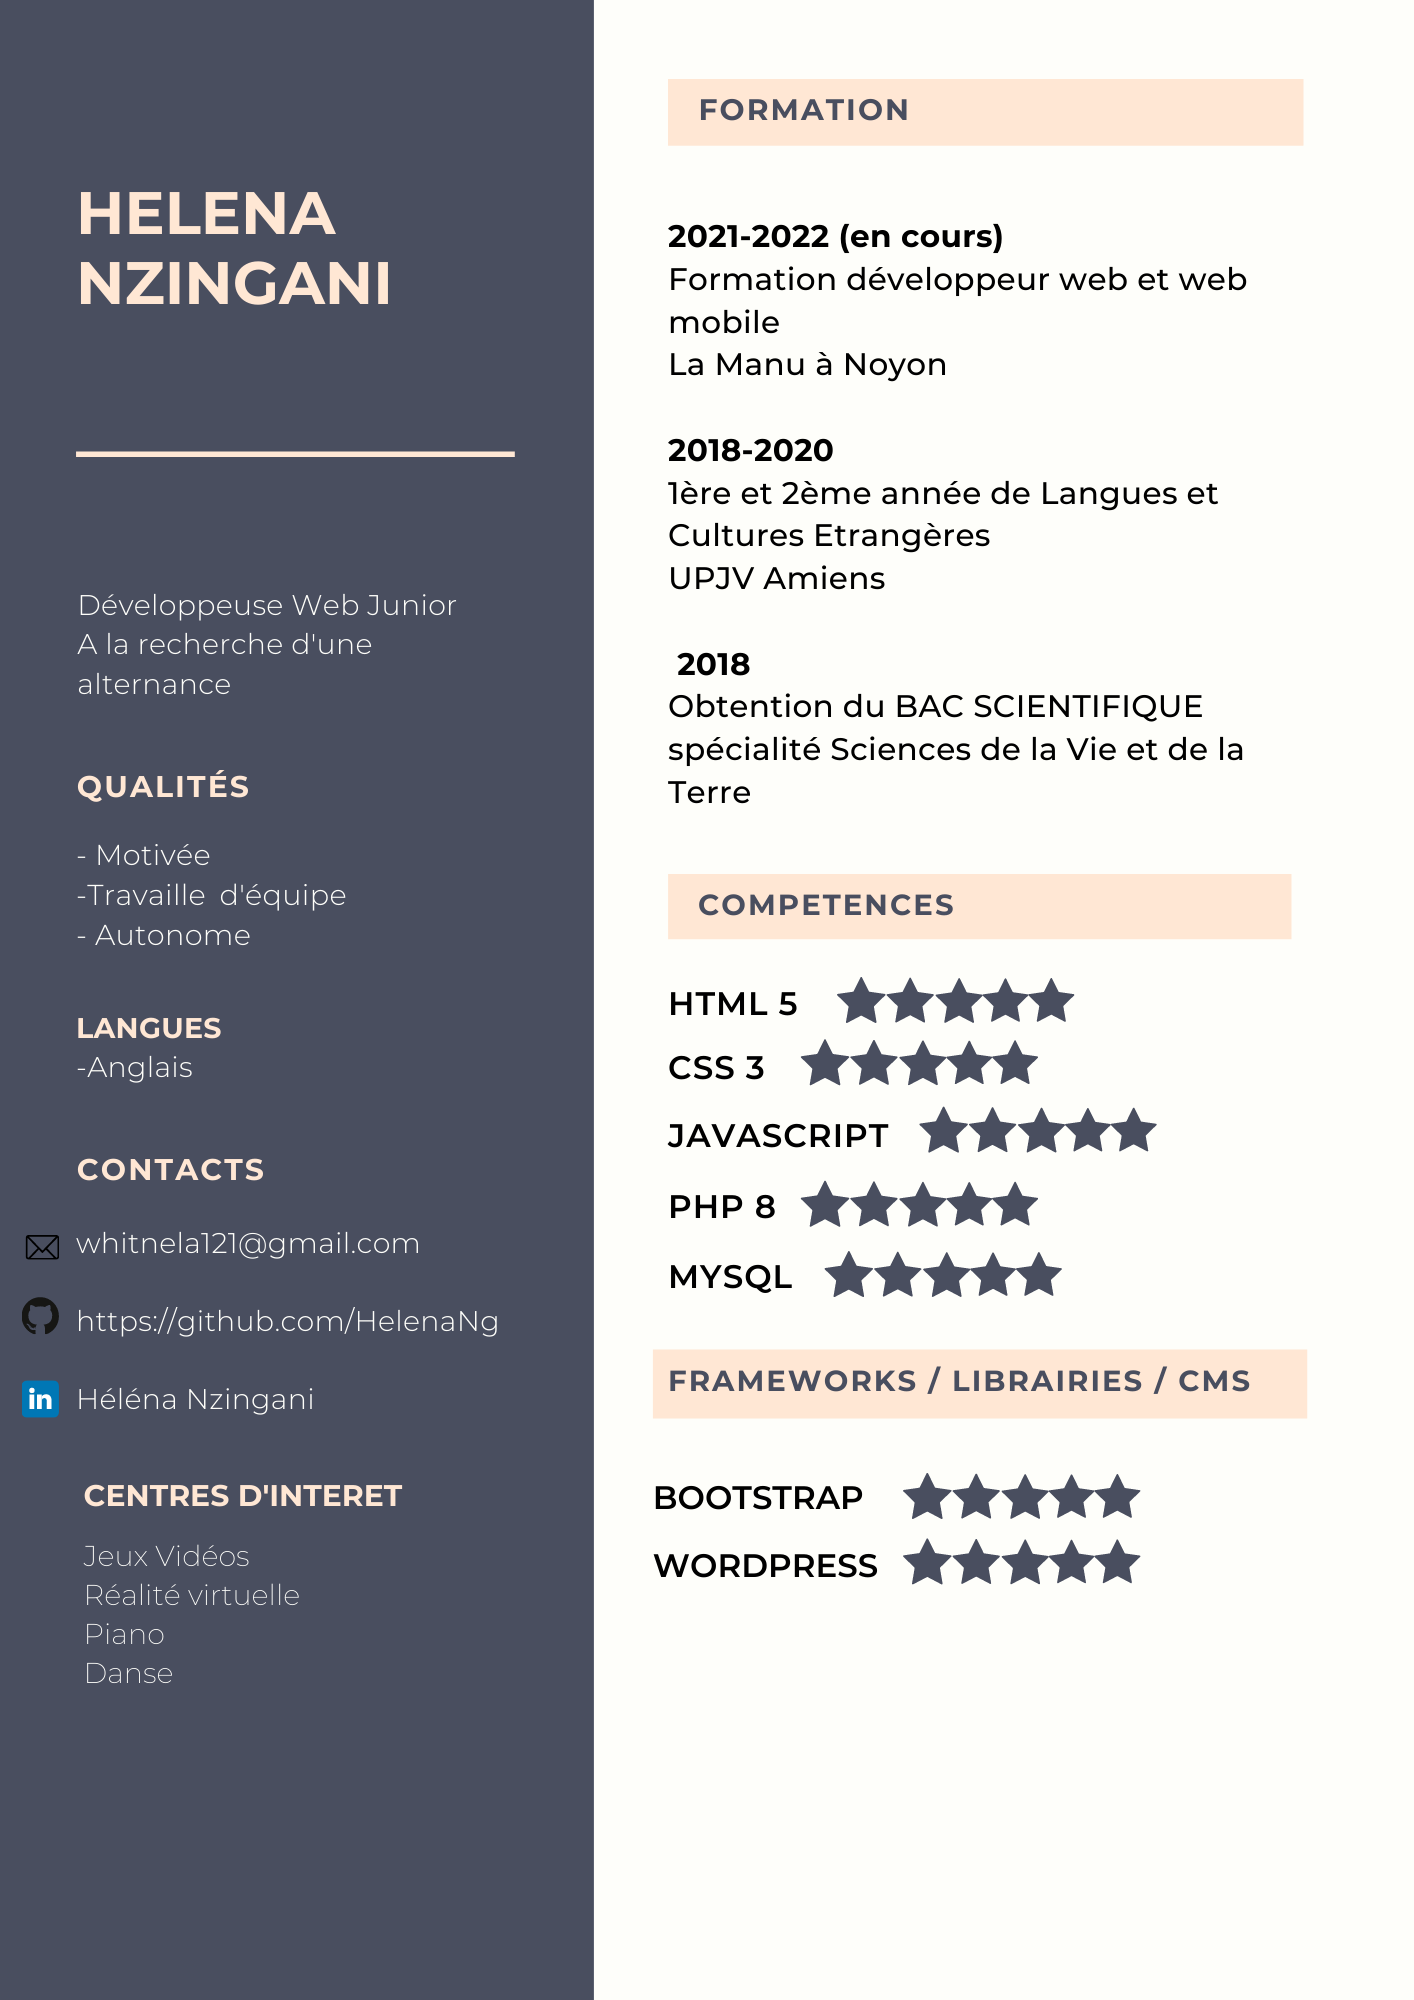 HELENA
NZINGANI
Développeuse Web Junior
A la recherche d'une
alternance
QUALITÉS
- Motivée
-Travaille  d'équipe
- Autonome
LANGUES
-Anglais
CONTACTS
whitnela121@gmail.com
https://github.com/HelenaNg
in Héléna Nzingani
CENTRES D'INTERET
Jeux Vidéos
Réalité virtuelle
Piano
Danse
FORMATION
2021-2022 (en cours)
Formation développeur web et web
mobile
La Manu à Noyon
2018-2020
1ère et 2ème année de Langues et
Cultures Etrangères
UPJV Amiens
2018
Obtention du BAC SCIENTIFIQUE
spécialité Sciences de la Vie et de la
Terre
COMPETENCES
HTML 5
CSS 3
JAVASCRIPT
PHP 8
MYSQL
FRAMEWORKS / LIBRAIRIES / CMS
BOOTSTRAP
WORDPRESS